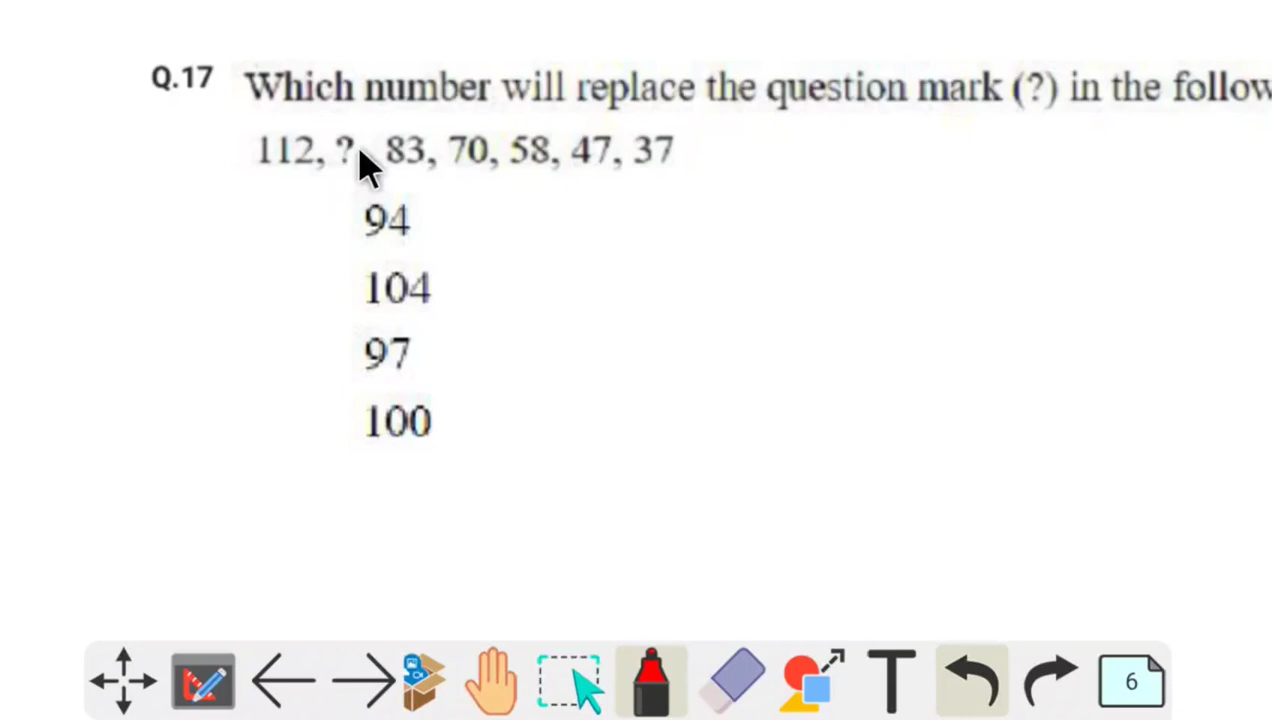 Q.17 Which number will replace the question mark (?) in the follow
112, ?, 83, 70, 58, 47, 37
94
104
97
100
T
6